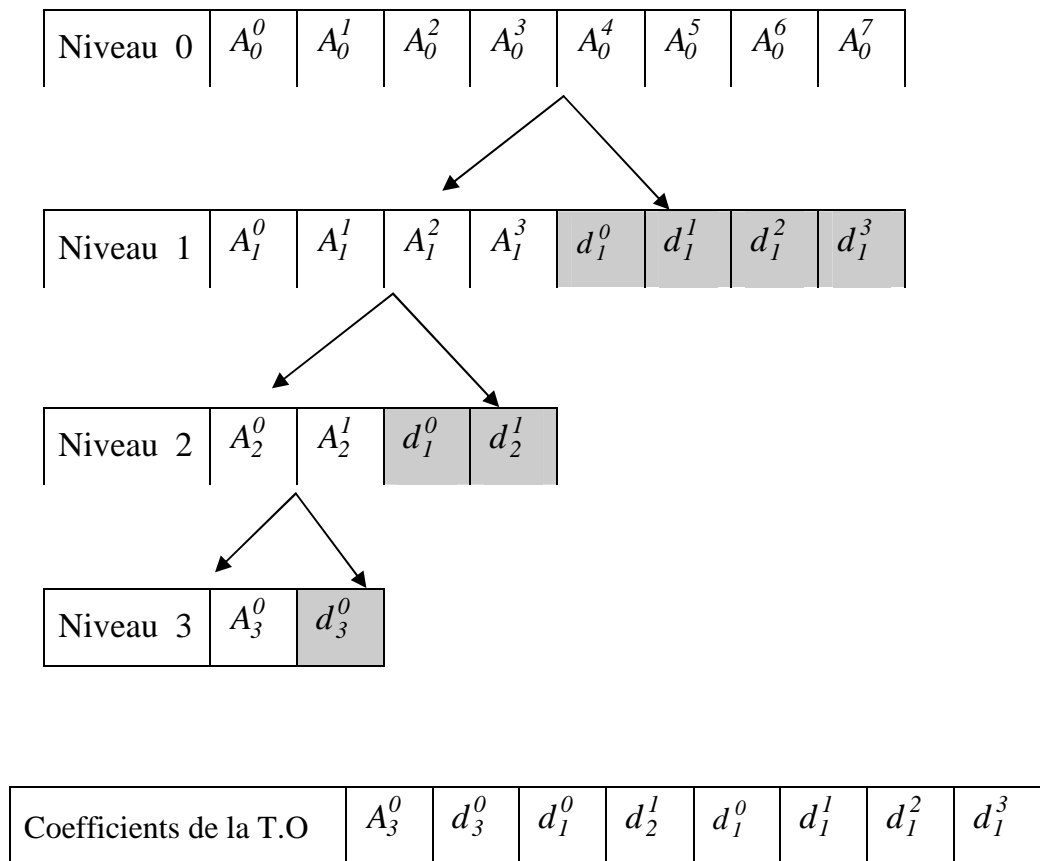 Niveau 0 A_0^0 A_0^1 A_0^2 A_0^3 A_0^4 A_0^5 A_0^6 A_0^7
Niveau 1 A_1^0 A_1^1 A_1^2 A_1^3 d_1^0 d_1^1 d_1^2 d_1^3
Niveau 2 A_2^0 A_2^1 d_1^0 d_2^1
Niveau 3 A_3^0 d_3^0
Coefficients de la T.O A_3^0 d_3^0 d_1^0 d_2^1 d_1^0 d_1^1 d_1^2 d_1^3